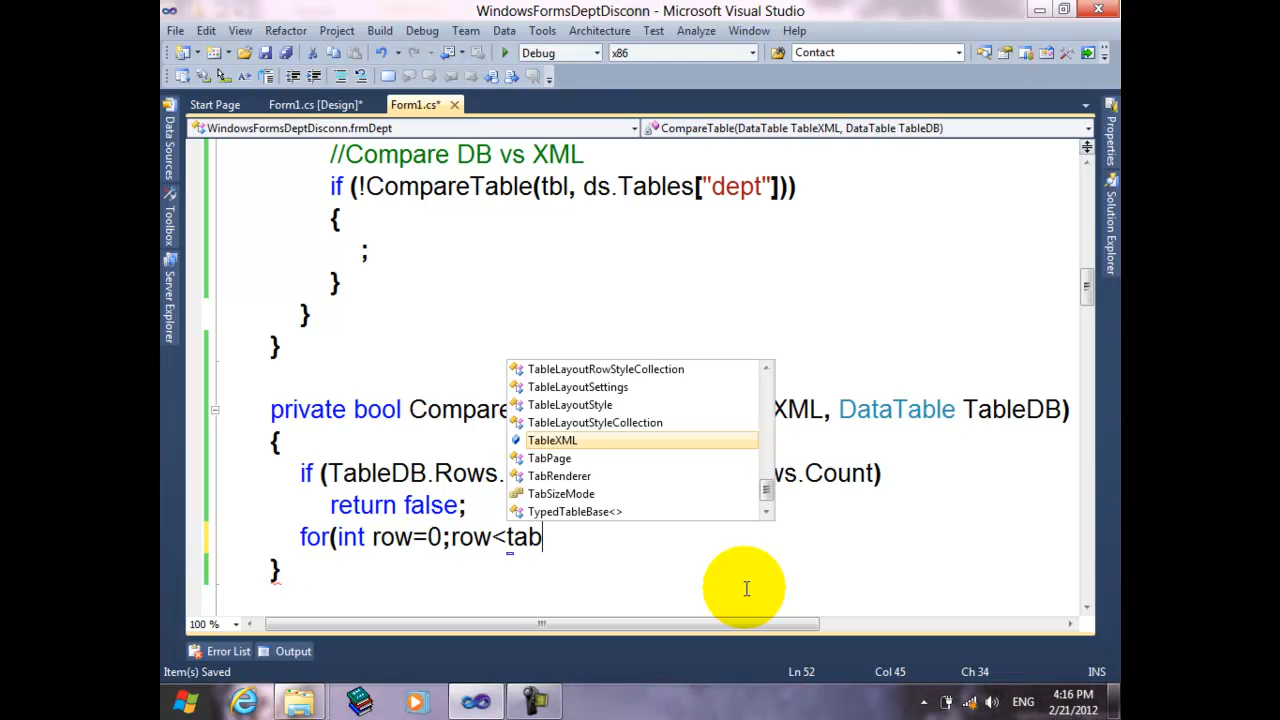 WindowsFormsDeptDisconn - Microsoft Visual Studio
File Edit View Refactor Project Build Debug Team Data Tools Architecture Test Analyze Window Help
Debug x86 Contact
Start Page Form1.cs [Design]* Form1.cs*
WindowsFormsDeptDisconn.frmDept CompareTable(DataTable TableXML, DataTable TableDB)
Data Sources
Toolbox
Server Explorer
Properties
Solution Explorer
//Compare DB vs XML
if (!CompareTable(tbl, ds.Tables["dept"]))
{
;
}
}
}
private bool Compare XML, DataTable TableDB)
{
if (TableDB.Rows. ws.Count)
return false;
for(int row=0;row<tab
}
TableLayoutRowStyleCollection
TableLayoutSettings
TableLayoutStyle
TableLayoutStyleCollection
TableXML
TabPage
TabRenderer
TabSizeMode
TypedTableBase<>
100 %
Error List Output
Item(s) Saved Ln 52 Col 45 Ch 34 INS
ENG 4:16 PM
2/21/2012